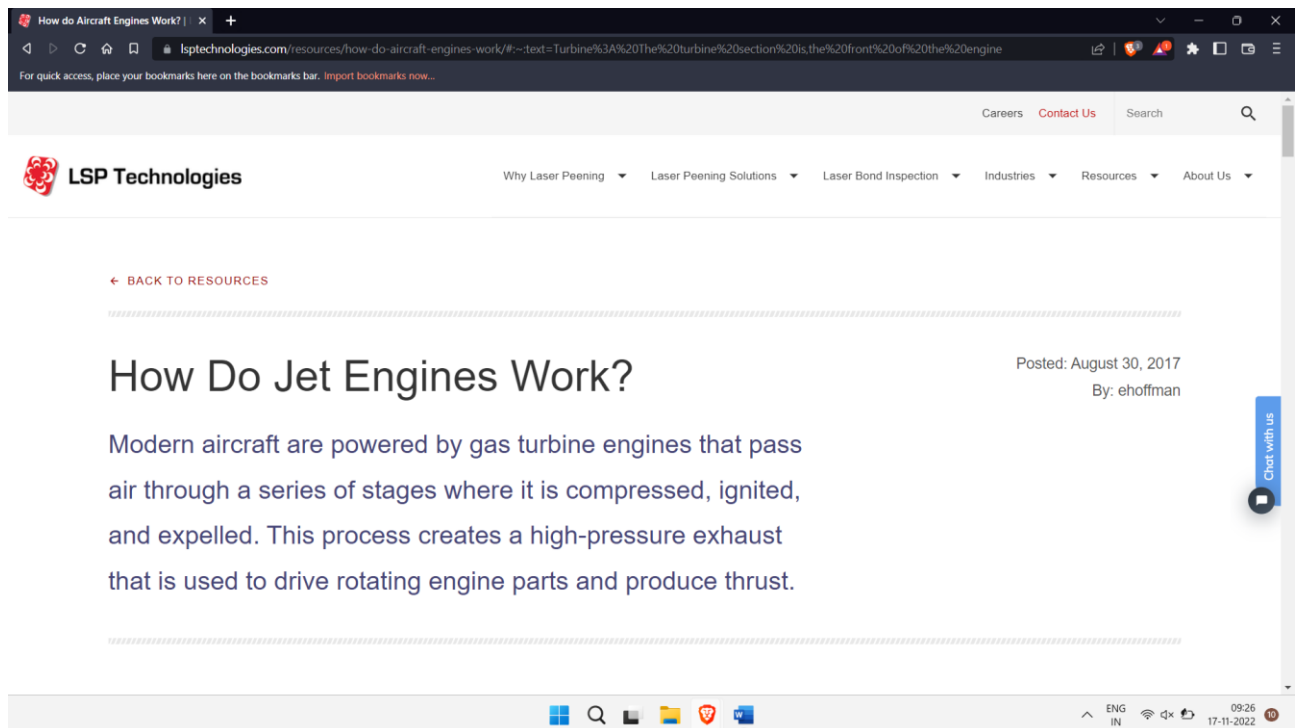 How do Aircraft Engines Work? |
lsptechnologies.com/resources/how-do-aircraft-engines-work/#:~:text=Turbine%3A%20The%20turbine%20section%20is,the%20front%20of%20the%20engine
For quick access, place your bookmarks here on the bookmarks bar. Import bookmarks now...
Careers Contact Us Search
LSP Technologies
Why Laser Peening Laser Peening Solutions Laser Bond Inspection Industries Resources About Us
← BACK TO RESOURCES
How Do Jet Engines Work?
Posted: August 30, 2017
By: ehoffman
Modern aircraft are powered by gas turbine engines that pass
air through a series of stages where it is compressed, ignited,
and expelled. This process creates a high-pressure exhaust
that is used to drive rotating engine parts and produce thrust.
Chat with us
ENG
IN
09:26
17-11-2022
10